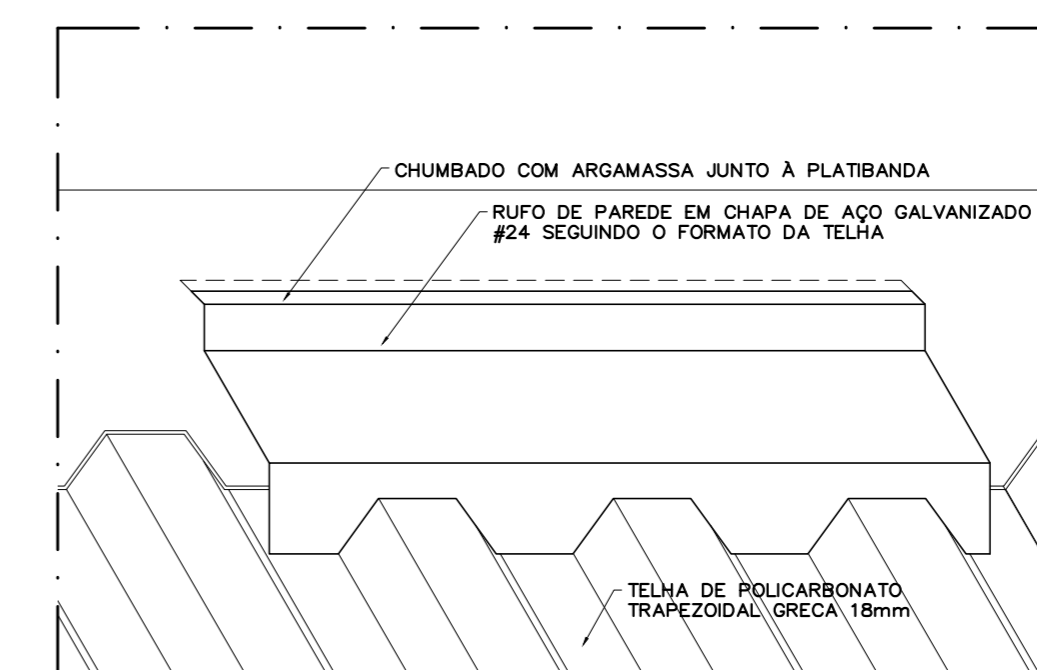 CHUMBADO COM ARGAMASSA JUNTO À PLATIBANDA
RUFO DE PAREDE EM CHAPA DE AÇO GALVANIZADO
#24 SEGUINDO O FORMATO DA TELHA
TELHA DE POLICARBONATO
TRAPEZOIDAL GRECA 18mm